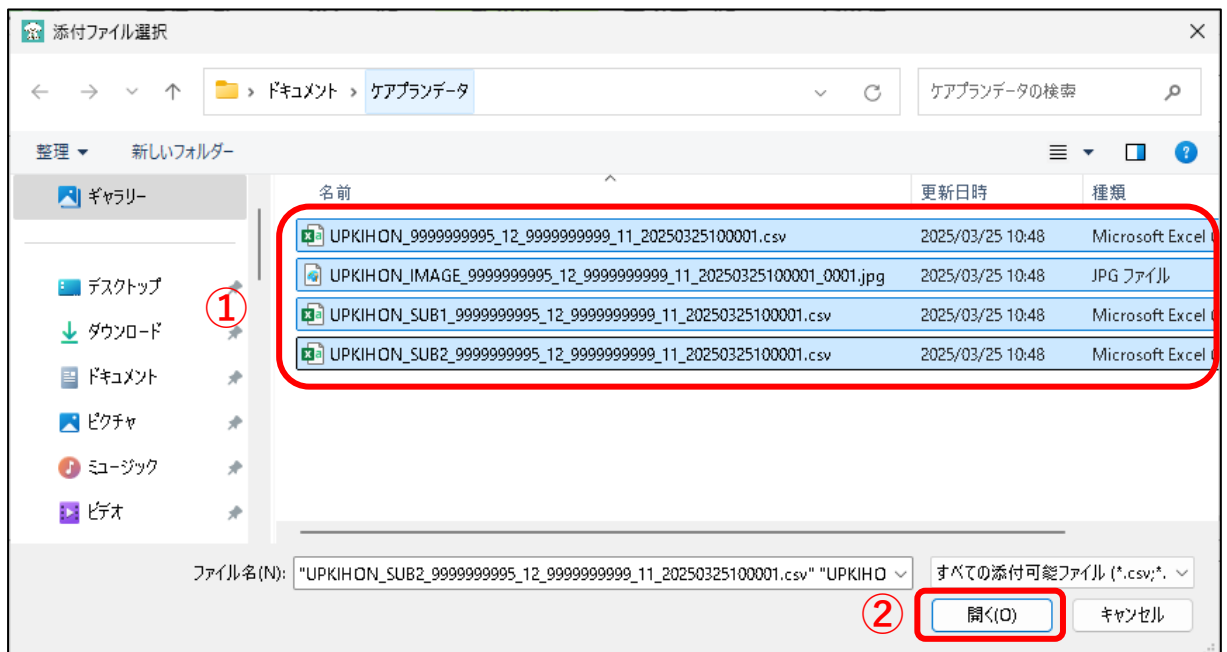 添付ファイル選択
ドキュメント > ケアプランデータ
ケアプランデータの検索
整理 新しいフォルダー
ギャラリー
名前 更新日時 種類
UPKIHON_9999999995_12_9999999999_11_20250325100001.csv 2025/03/25 10:48 Microsoft Excel
UPKIHON_IMAGE_9999999995_12_9999999999_11_20250325100001_0001.jpg 2025/03/25 10:48 JPG ファイル
①
UPKIHON_SUB1_9999999995_12_9999999999_11_20250325100001.csv 2025/03/25 10:48 Microsoft Excel
UPKIHON_SUB2_9999999995_12_9999999999_11_20250325100001.csv 2025/03/25 10:48 Microsoft Excel
デスクトップ
ダウンロード
ドキュメント
ピクチャ
ミュージック
ビデオ
ファイル名(N): "UPKIHON_SUB2_9999999995_12_9999999999_11_20250325100001.csv" "UPKIHO すべての添付可能ファイル (*.csv;*.
② 開く(O) キャンセル